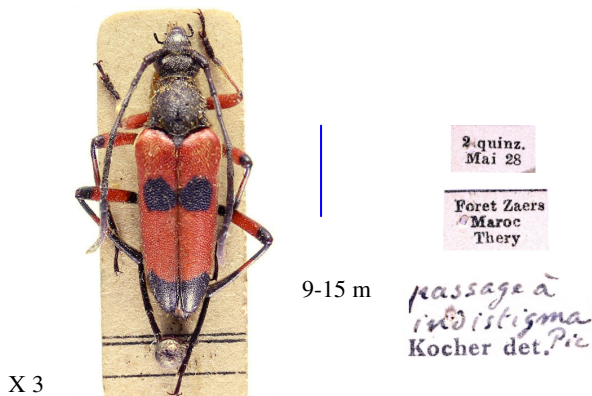 2 quinz.
Mai 28
Foret Zaers
Maroc
Thery
9-15 m
passage à
indistigma
Kocher det. Pic
X 3